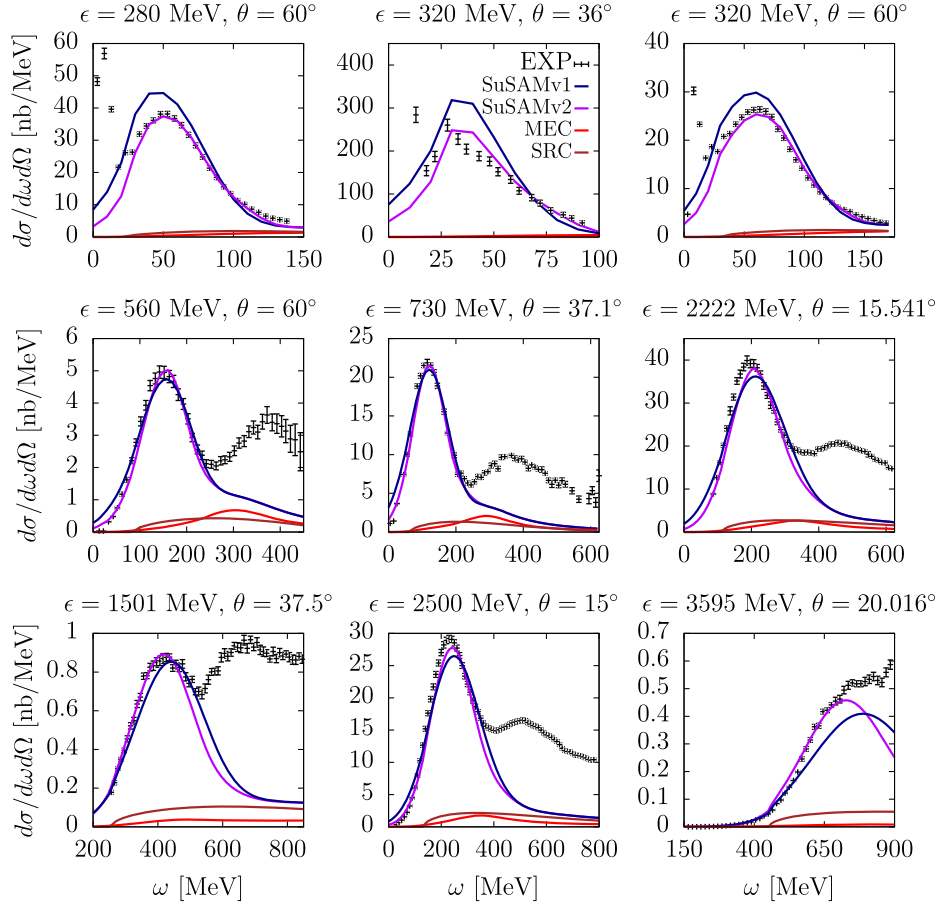 ϵ = 280 MeV, θ = 60°
ϵ = 320 MeV, θ = 36°
ϵ = 320 MeV, θ = 60°
dσ/dωdΩ [nb/MeV]
60
50
40
30
20
10
0
0 50 100 150
400
300
200
100
0
0 25 50 75 100
EXP
SuSAMv1
SuSAMv2
MEC
SRC
40
30
20
10
0
0 50 100 150
ϵ = 560 MeV, θ = 60°
ϵ = 730 MeV, θ = 37.1°
ϵ = 2222 MeV, θ = 15.541°
dσ/dωdΩ [nb/MeV]
6
5
4
3
2
1
0
0 100 200 300 400
25
20
15
10
5
0
0 200 400 600
40
30
20
10
0
0 200 400 600
ϵ = 1501 MeV, θ = 37.5°
ϵ = 2500 MeV, θ = 15°
ϵ = 3595 MeV, θ = 20.016°
dσ/dωdΩ [nb/MeV]
1
0.8
0.6
0.4
0.2
0
200 400 600 800
ω [MeV]
30
25
20
15
10
5
0
0 200 400 600 800
ω [MeV]
0.7
0.6
0.5
0.4
0.3
0.2
0.1
0
150 400 650 900
ω [MeV]